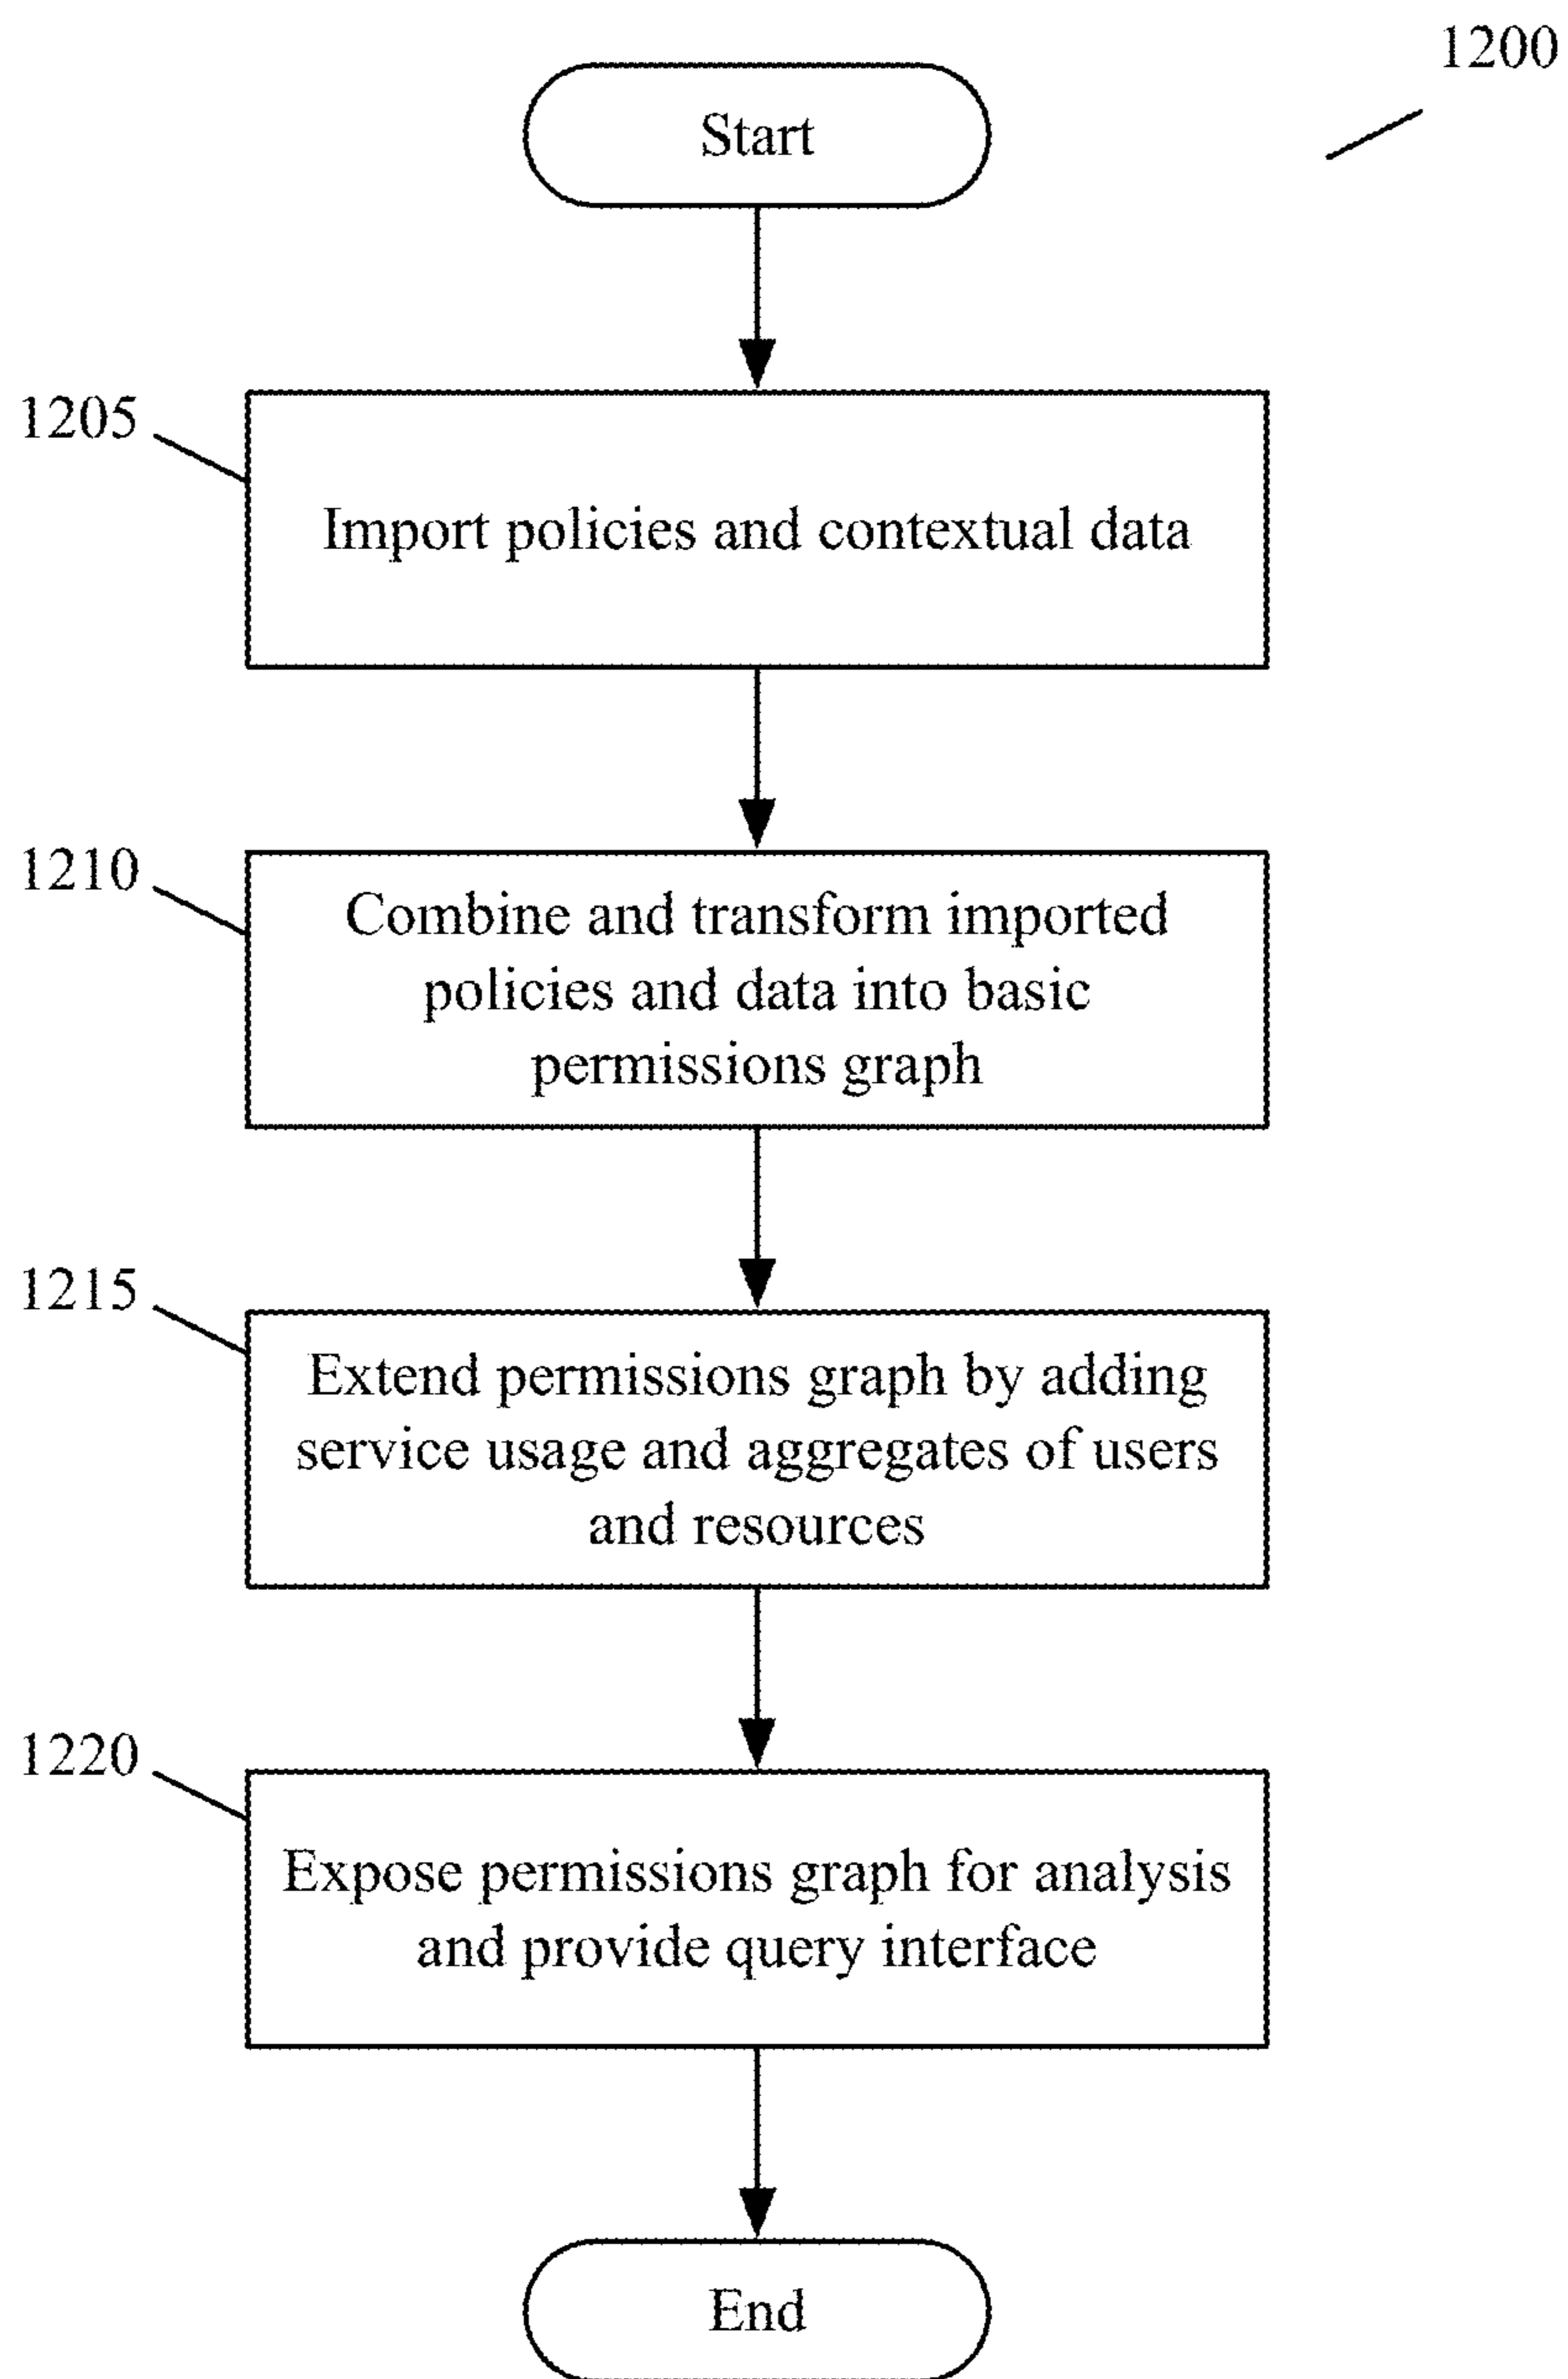 1200
Start
1205
Import policies and contextual data
1210
Combine and transform imported
policies and data into basic
permissions graph
1215
Extend permissions graph by adding
service usage and aggregates of users
and resources
1220
Expose permissions graph for analysis
and provide query interface
End